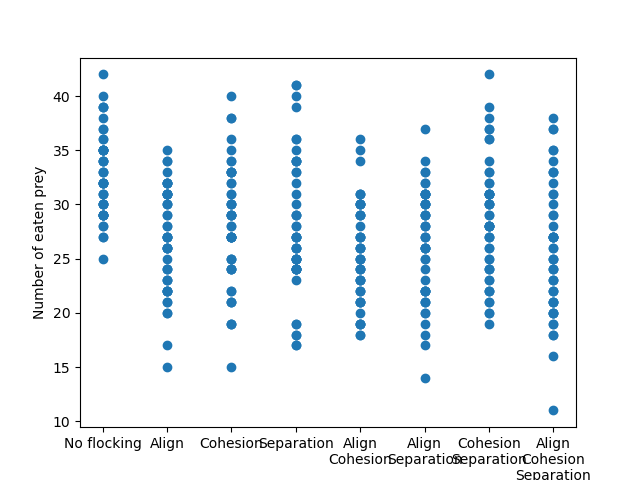 Number of eaten prey
40
35
30
25
20
15
10
No flocking
Align
Cohesion
Separation
Align
Cohesion
Align
Separation
Cohesion
Separation
Align
Cohesion
Separation